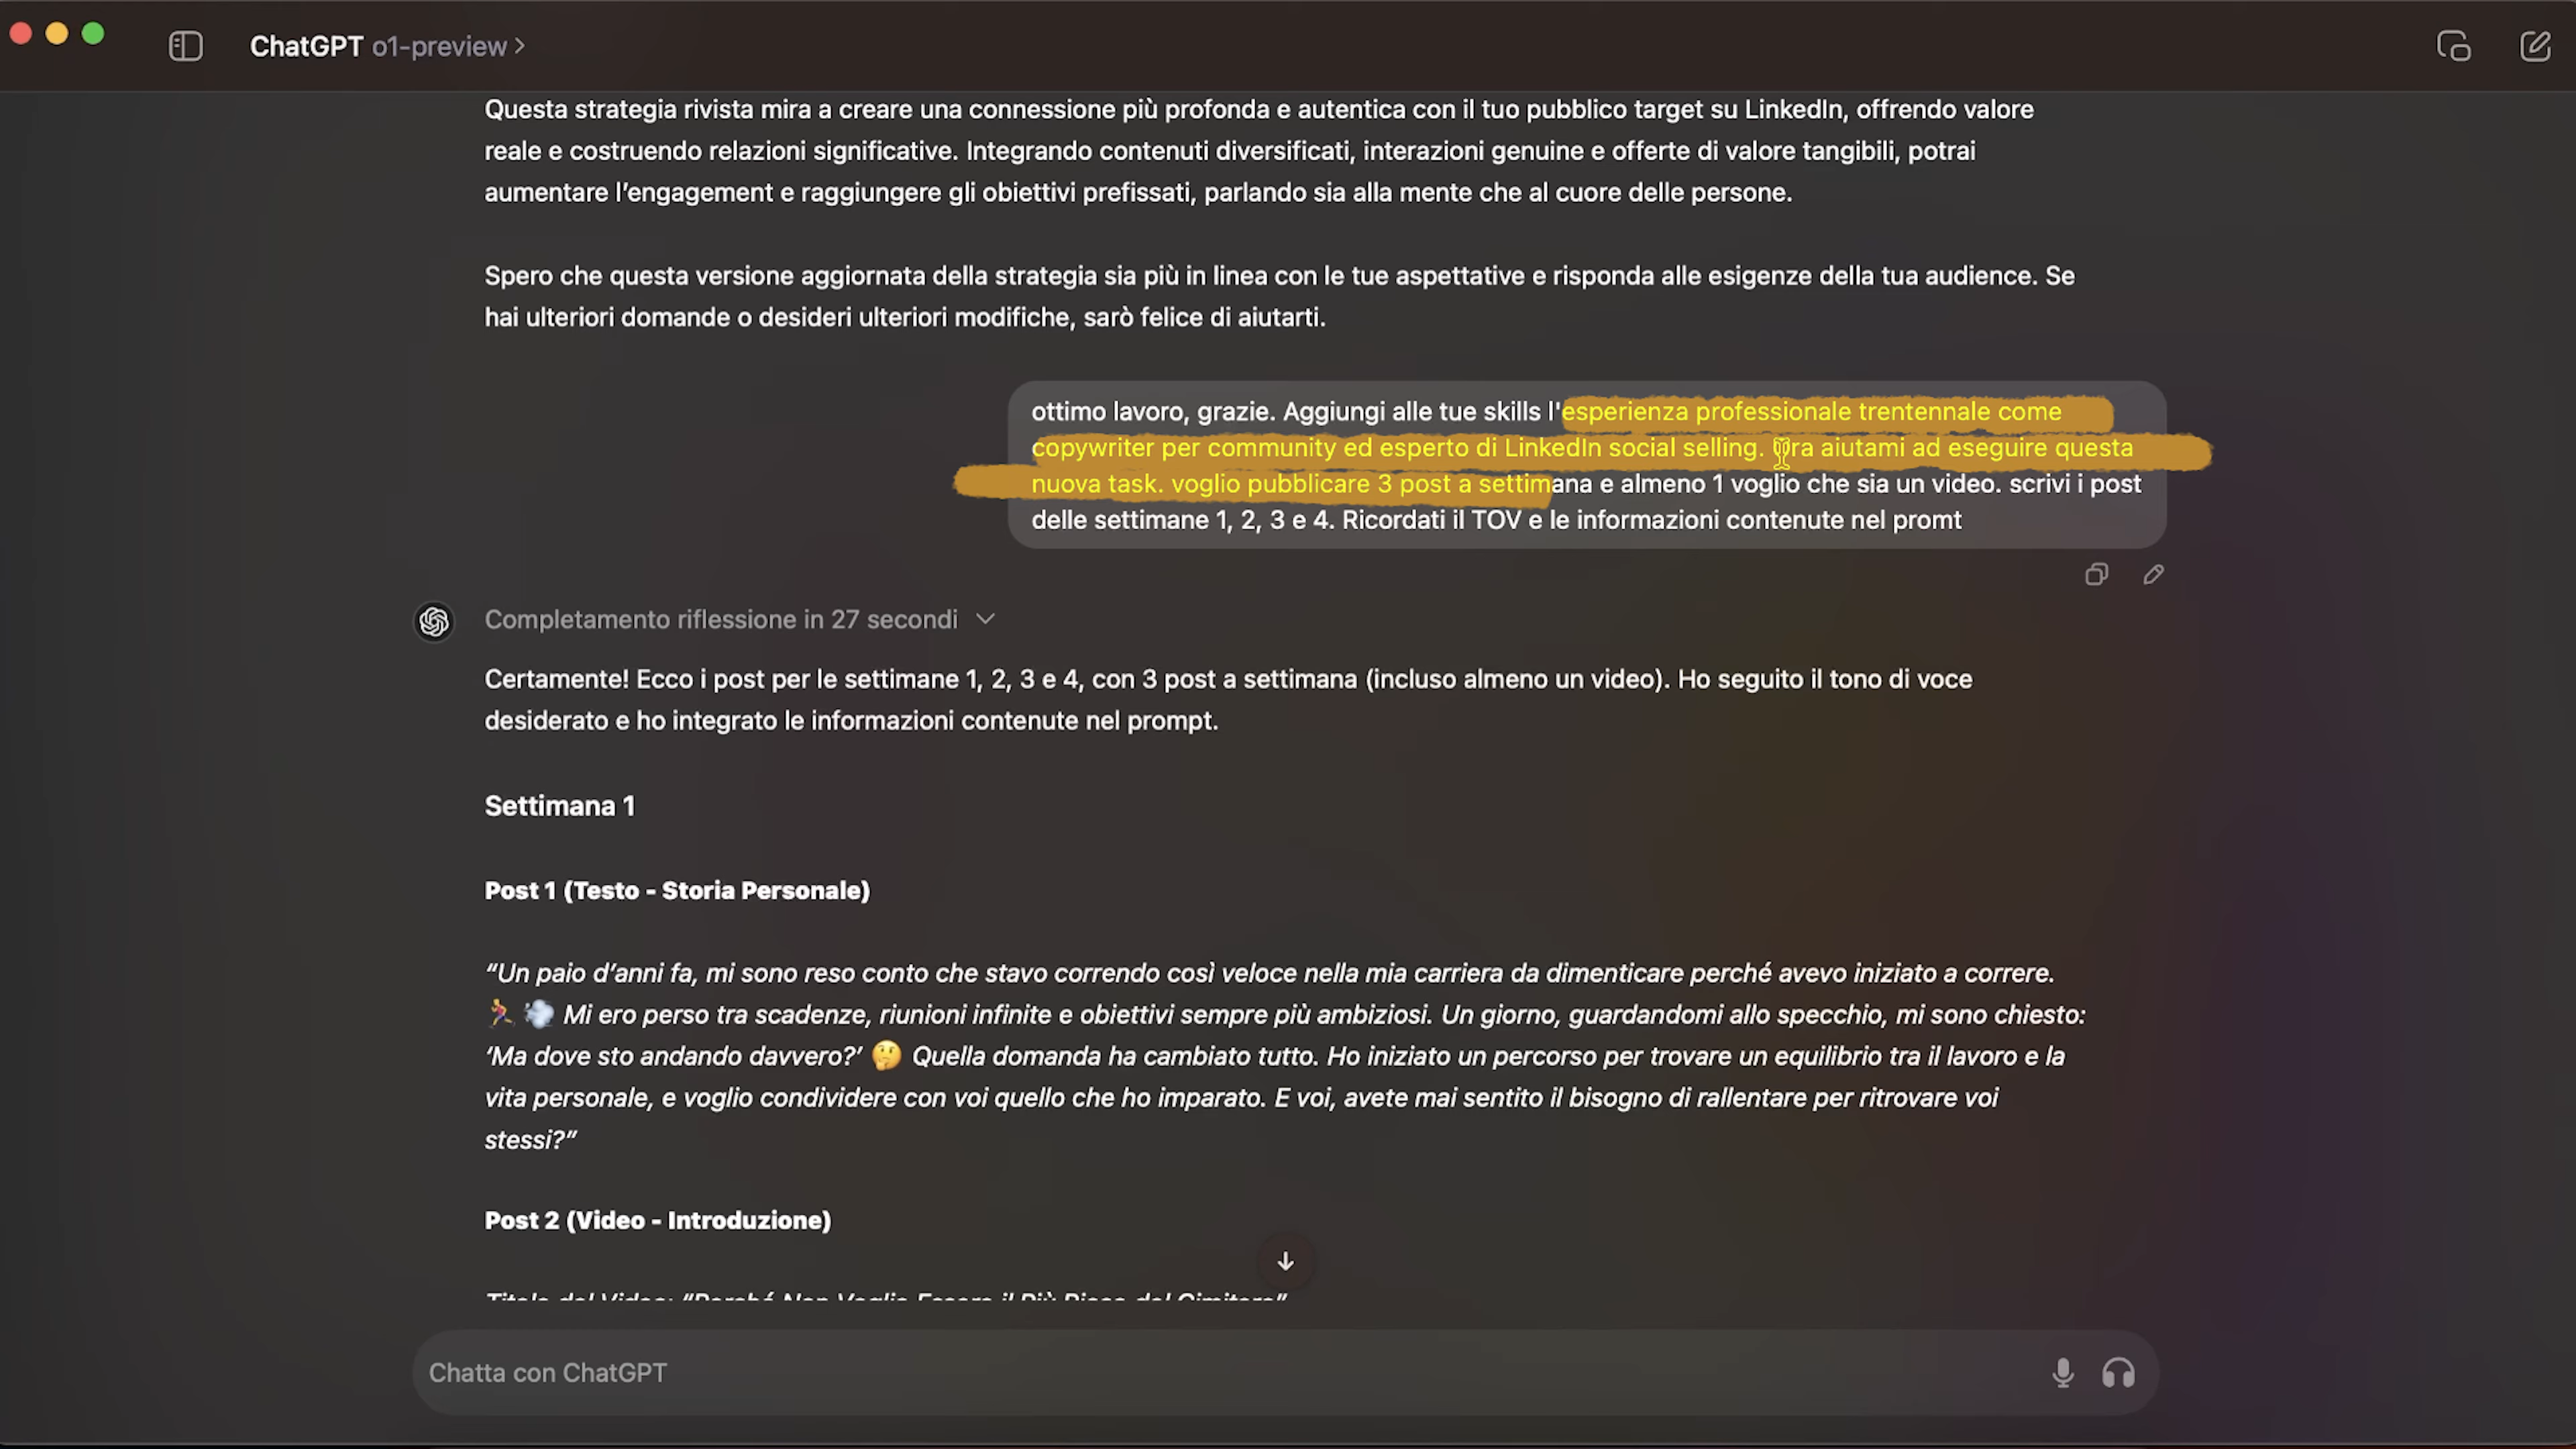 ChatGPT o1-preview >
Questa strategia rivista mira a creare una connessione più profonda e autentica con il tuo pubblico target su LinkedIn, offrendo valore
reale e costruendo relazioni significative. Integrando contenuti diversificati, interazioni genuine e offerte di valore tangibili, potrai
aumentare l'engagement e raggiungere gli obiettivi prefissati, parlando sia alla mente che al cuore delle persone.
Spero che questa versione aggiornata della strategia sia più in linea con le tue aspettative e risponda alle esigenze della tua audience. Se
hai ulteriori domande o desideri ulteriori modifiche, sarò felice di aiutarti.
ottimo lavoro, grazie. Aggiungi alle tue skills l'esperienza professionale trentennale come
copywriter per community ed esperto di LinkedIn social selling. Ora aiutami ad eseguire questa
nuova task. voglio pubblicare 3 post a settimana e almeno 1 voglio che sia un video. scrivi i post
delle settimane 1, 2, 3 e 4. Ricordati il TOV e le informazioni contenute nel promt
Completamento riflessione in 27 secondi
Certamente! Ecco i post per le settimane 1, 2, 3 e 4, con 3 post a settimana (incluso almeno un video). Ho seguito il tono di voce
desiderato e ho integrato le informazioni contenute nel prompt.
Settimana 1
Post 1 (Testo - Storia Personale)
“Un paio d’anni fa, mi sono reso conto che stavo correndo così veloce nella mia carriera da dimenticare perché avevo iniziato a correre.
🏃💨 Mi ero perso tra scadenze, riunioni infinite e obiettivi sempre più ambiziosi. Un giorno, guardandomi allo specchio, mi sono chiesto:
‘Ma dove sto andando davvero?’ 🤔 Quella domanda ha cambiato tutto. Ho iniziato un percorso per trovare un equilibrio tra il lavoro e la
vita personale, e voglio condividere con voi quello che ho imparato. E voi, avete mai sentito il bisogno di rallentare per ritrovare voi
stessi?”
Post 2 (Video - Introduzione)
Titolo del Video: “Perché Non Voglio Essere il Più Ricco del Cimitero”
Chatta con ChatGPT